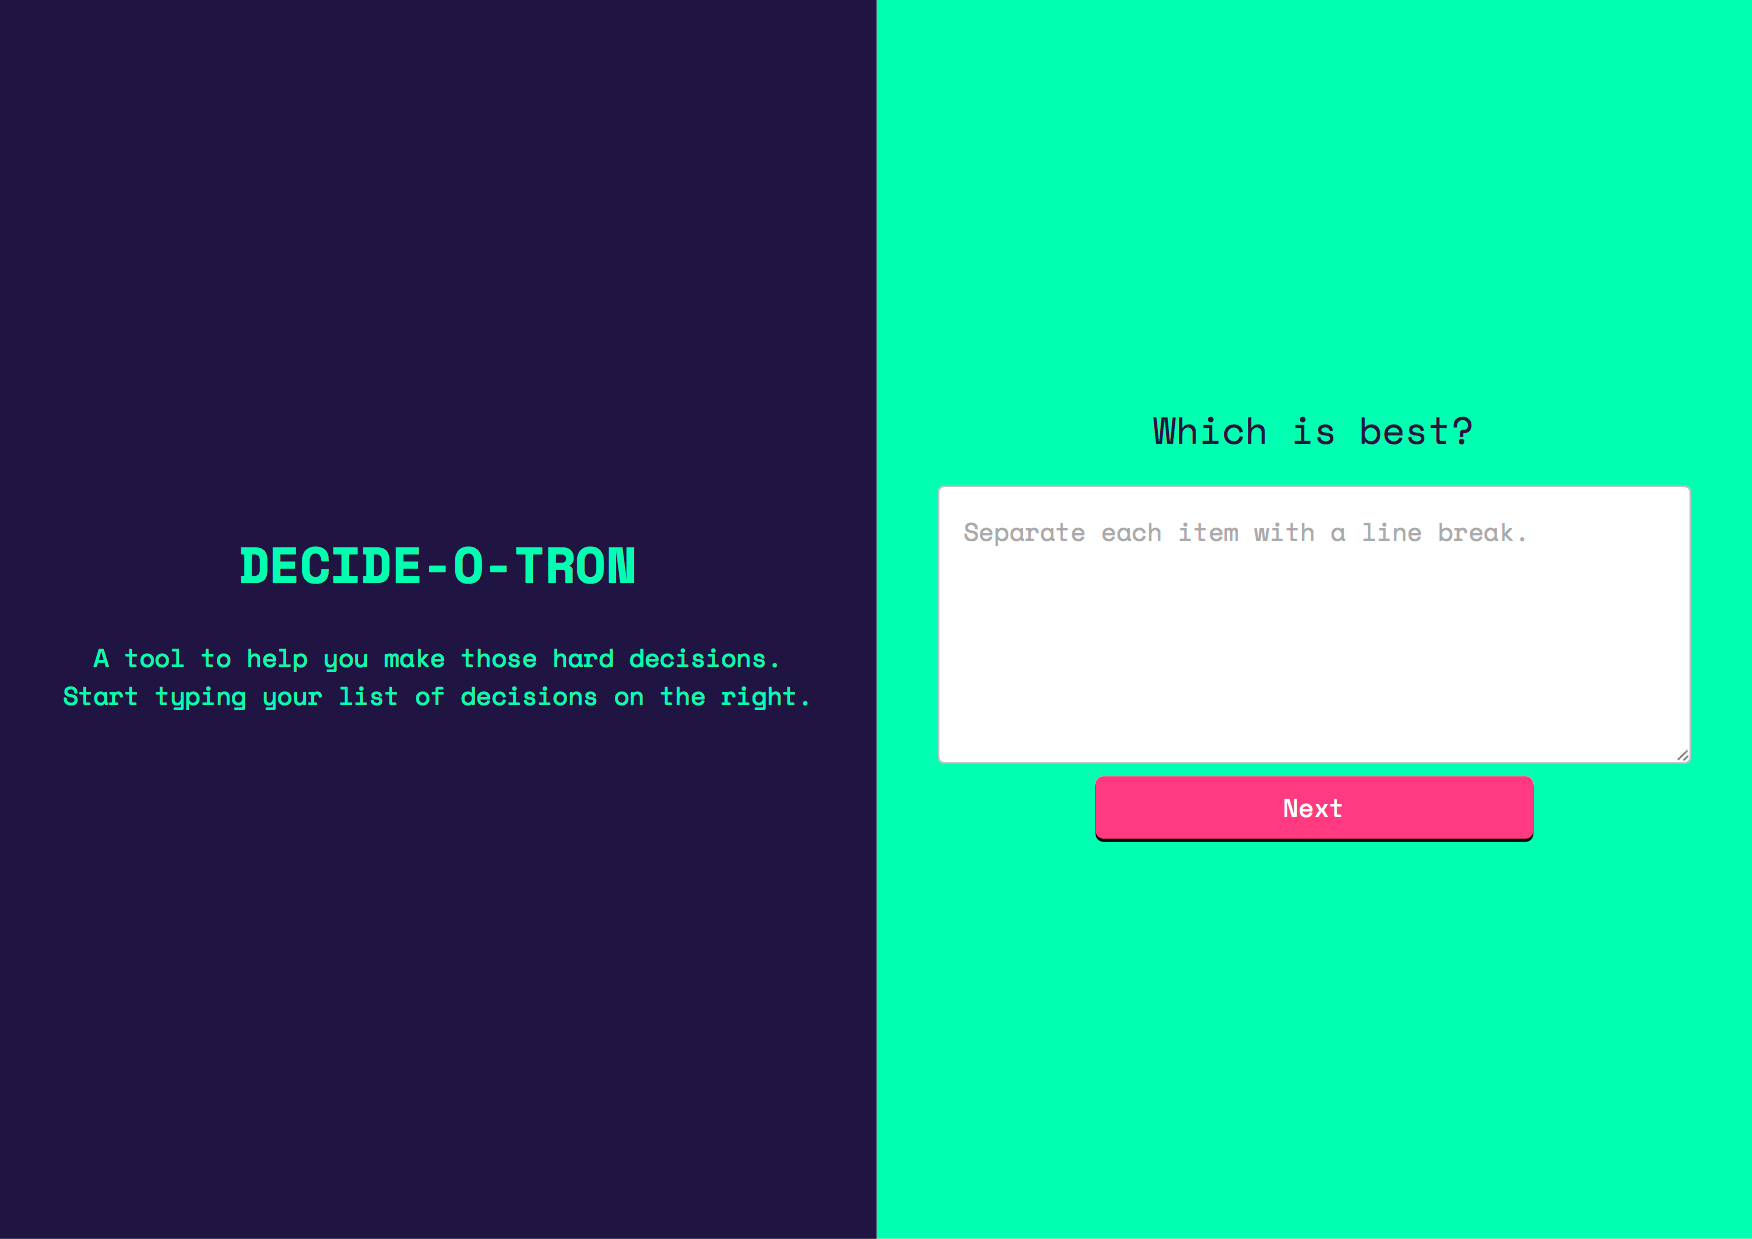 DECIDE-O-TRON
A tool to help you make those hard decisions.
Start typing your list of decisions on the right.
Which is best?
Separate each item with a line break.
Next